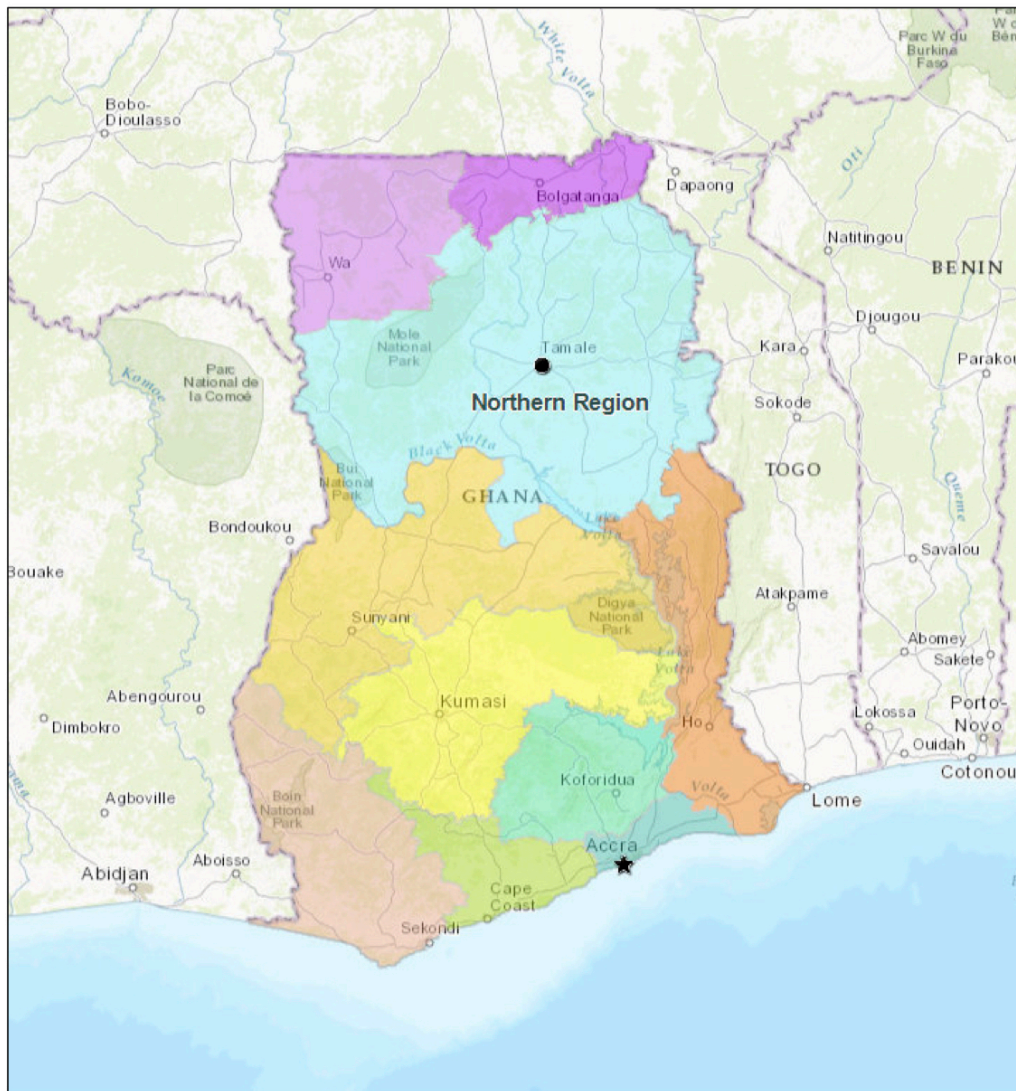 White Volta
Parc W du
Burkina
Faso
Bobo-
Dioulasso
Oti
Bolgatanga
Dapaong
Natitingou
Wa
BENIN
Djougou
Mole
National
Park
Tamale
Kara
Parakou
Parc
National de
la Comoé
Komoe
Northern Region
Sokode
Black Volta
TOGO
Bui
National
Park
GHANA
Queme
Bondoukou
Lake
Volta
Savalou
Bouake
Atakpame
Digya
National
Park
Sunyani
Abomey
Sakete
Lake
Volta
Abengourou
Kumasi
Dimbokro
Ho
Lokossa
Porto-
Novo
Ouidah
Cotonou
Koforidua
Volta
Agboville
Boin
National
Park
Lome
Accra
Aboisso
Abidjan
Cape
Coast
Sekondi